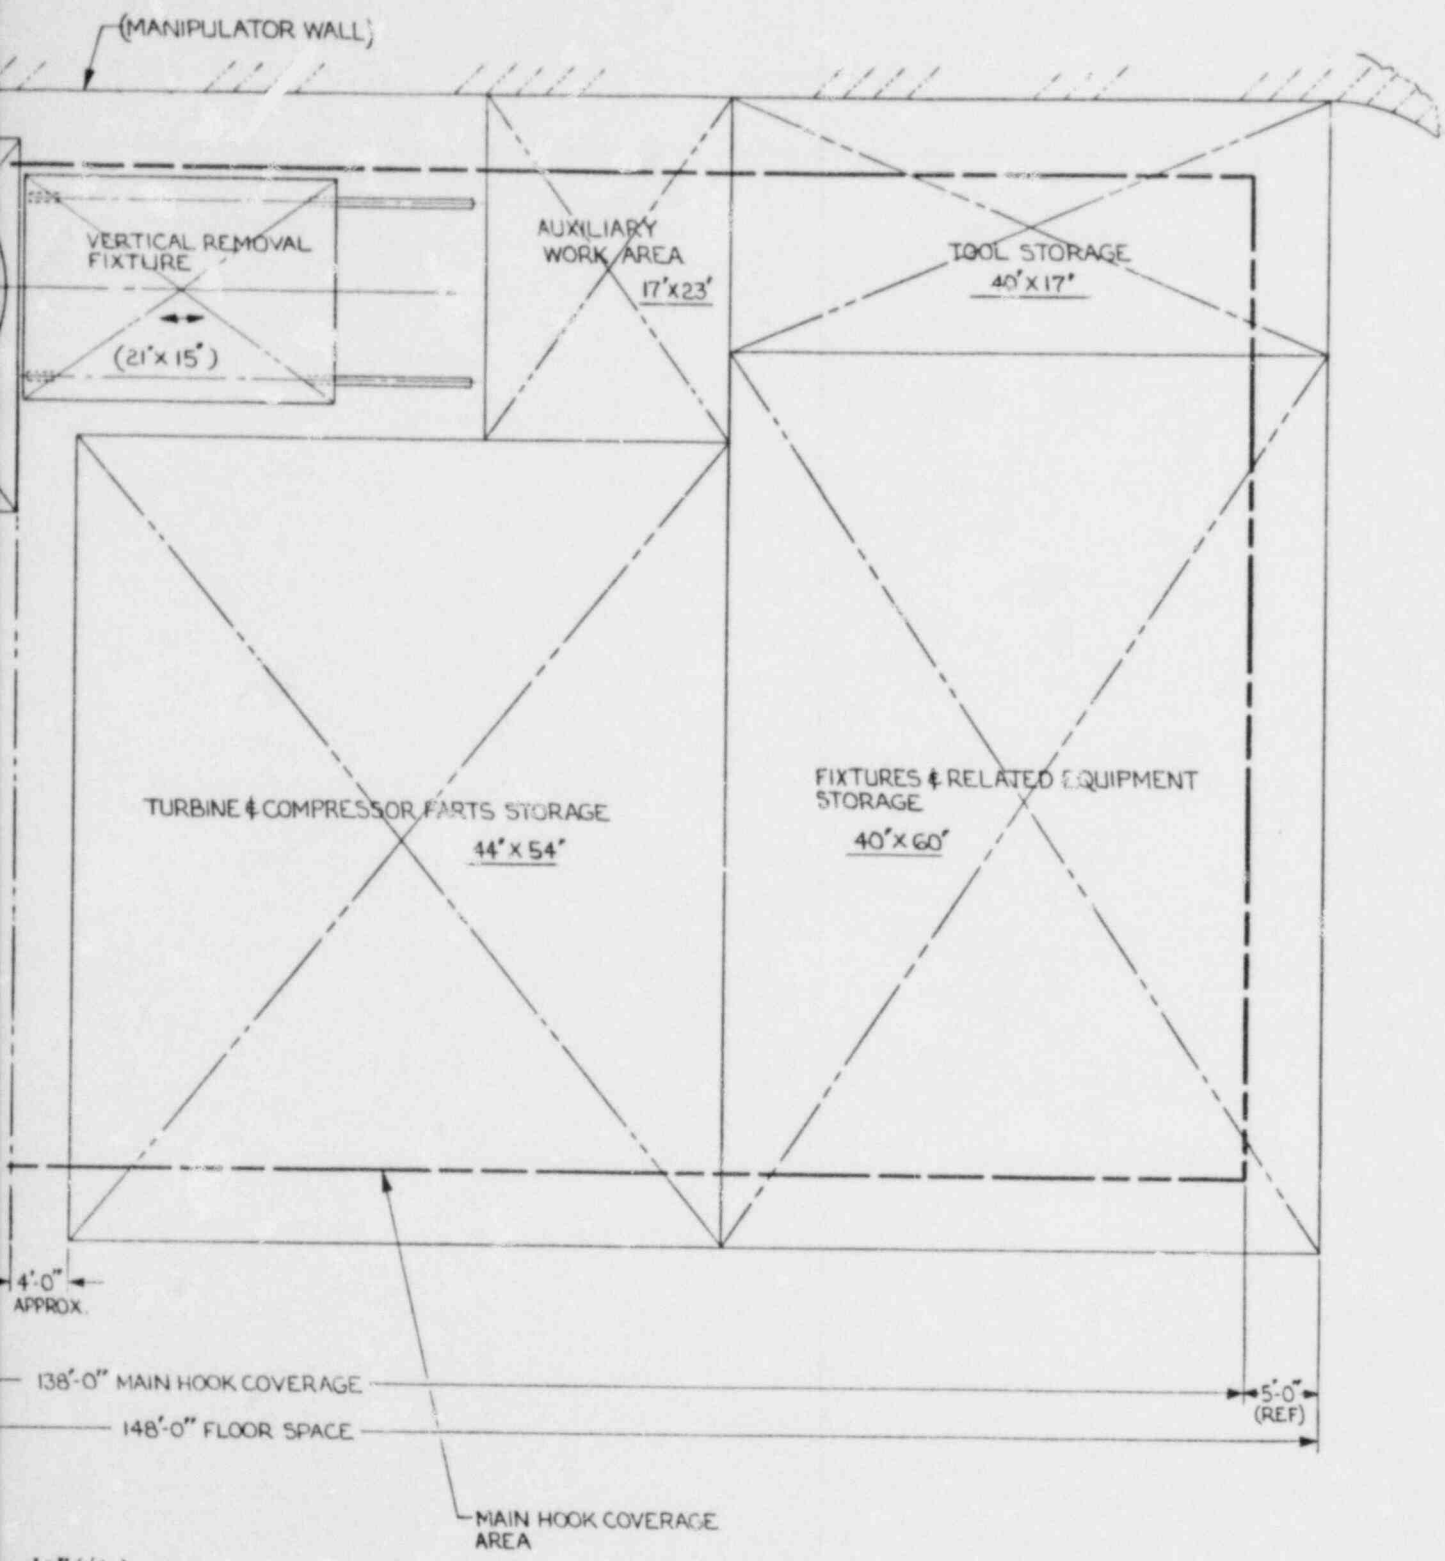 (MANIPULATOR WALL)
VERTICAL REMOVAL
FIXTURE
(21'X 15')
AUXILIARY
WORK AREA
17'X23'
TOOL STORAGE
40'X17'
TURBINE & COMPRESSOR PARTS STORAGE
44'X 54'
FIXTURES & RELATED EQUIPMENT
STORAGE
40'X60'
4'-0"
APPROX.
138'-0" MAIN HOOK COVERAGE
5'-0"
(REF)
148'-0" FLOOR SPACE
MAIN HOOK COVERAGE
AREA